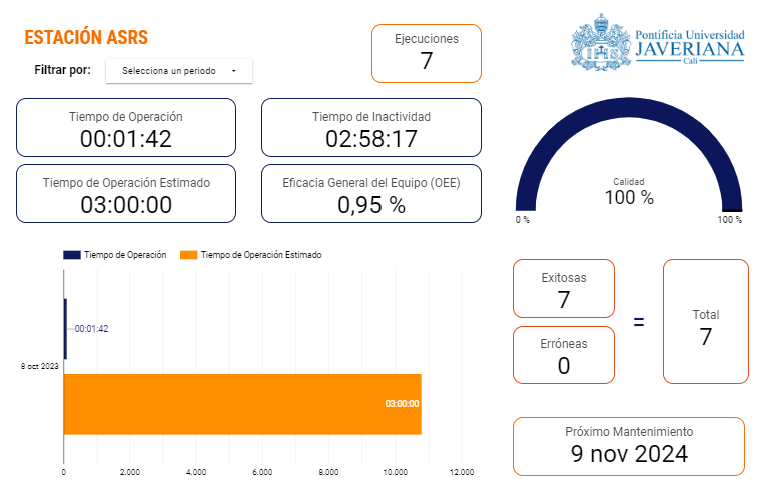 ESTACIÓN ASRS
Filtrar por:
Selecciona un periodo
Ejecuciones
7
Pontificia Universidad
JAVERIANA
Cali
Tiempo de Operación
00:01:42
Tiempo de Inactividad
02:58:17
Tiempo de Operación Estimado
03:00:00
Eficacia General del Equipo (OEE)
0,95 %
Calidad
100 %
0 %
100 %
Tiempo de Operación
Tiempo de Operación Estimado
00:01:42
8 oct 2023
03:00:00
0
2.000
4.000
6.000
8.000
10.000
12.000
Exitosas
7
Erróneas
0
=
Total
7
Próximo Mantenimiento
9 nov 2024